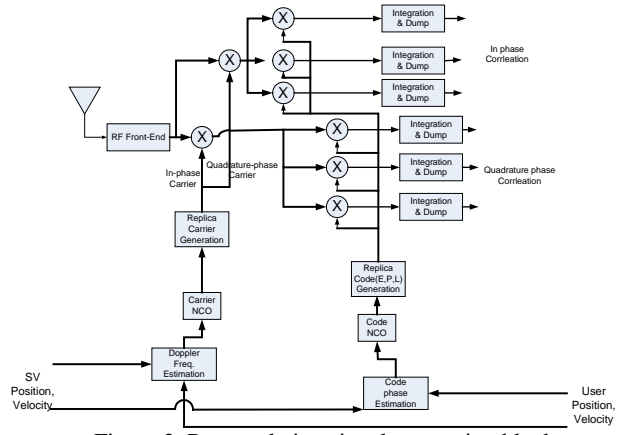 X
Integration
& Dump
X
X
Integration
& Dump
In phase
Corrleation
X
Integration
& Dump
RF Front-End
X
X
Integration
& Dump
In-phase
Carrier
Quadrature-phase
Carrier
X
Integration
& Dump
Quadrature phase
Corrleation
X
Integration
& Dump
Replica
Carrier
Generation
Replica
Code(E,P,L)
Generation
Carrier
NCO
Code
NCO
Doppler
Freq.
Estimation
Code
phase
Estimation
SV
Position,
Velocity
User
Position,
Velocity